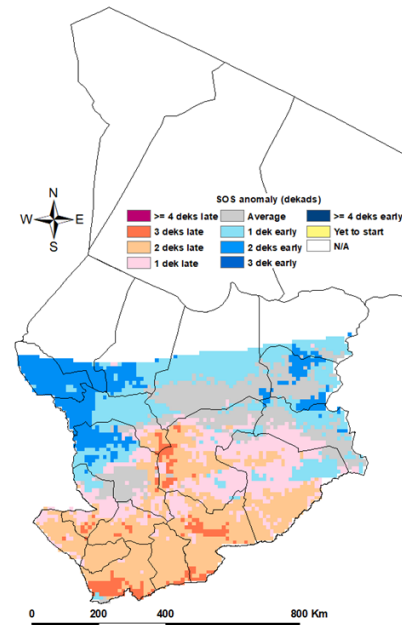 N
W E
S
SOS anomaly (dekads)
>= 4 deks late Average >= 4 deks early
3 deks late 1 dek early Yet to start
2 deks late 2 deks early N/A
1 dek late 3 dek early
0 200 400 800 Km